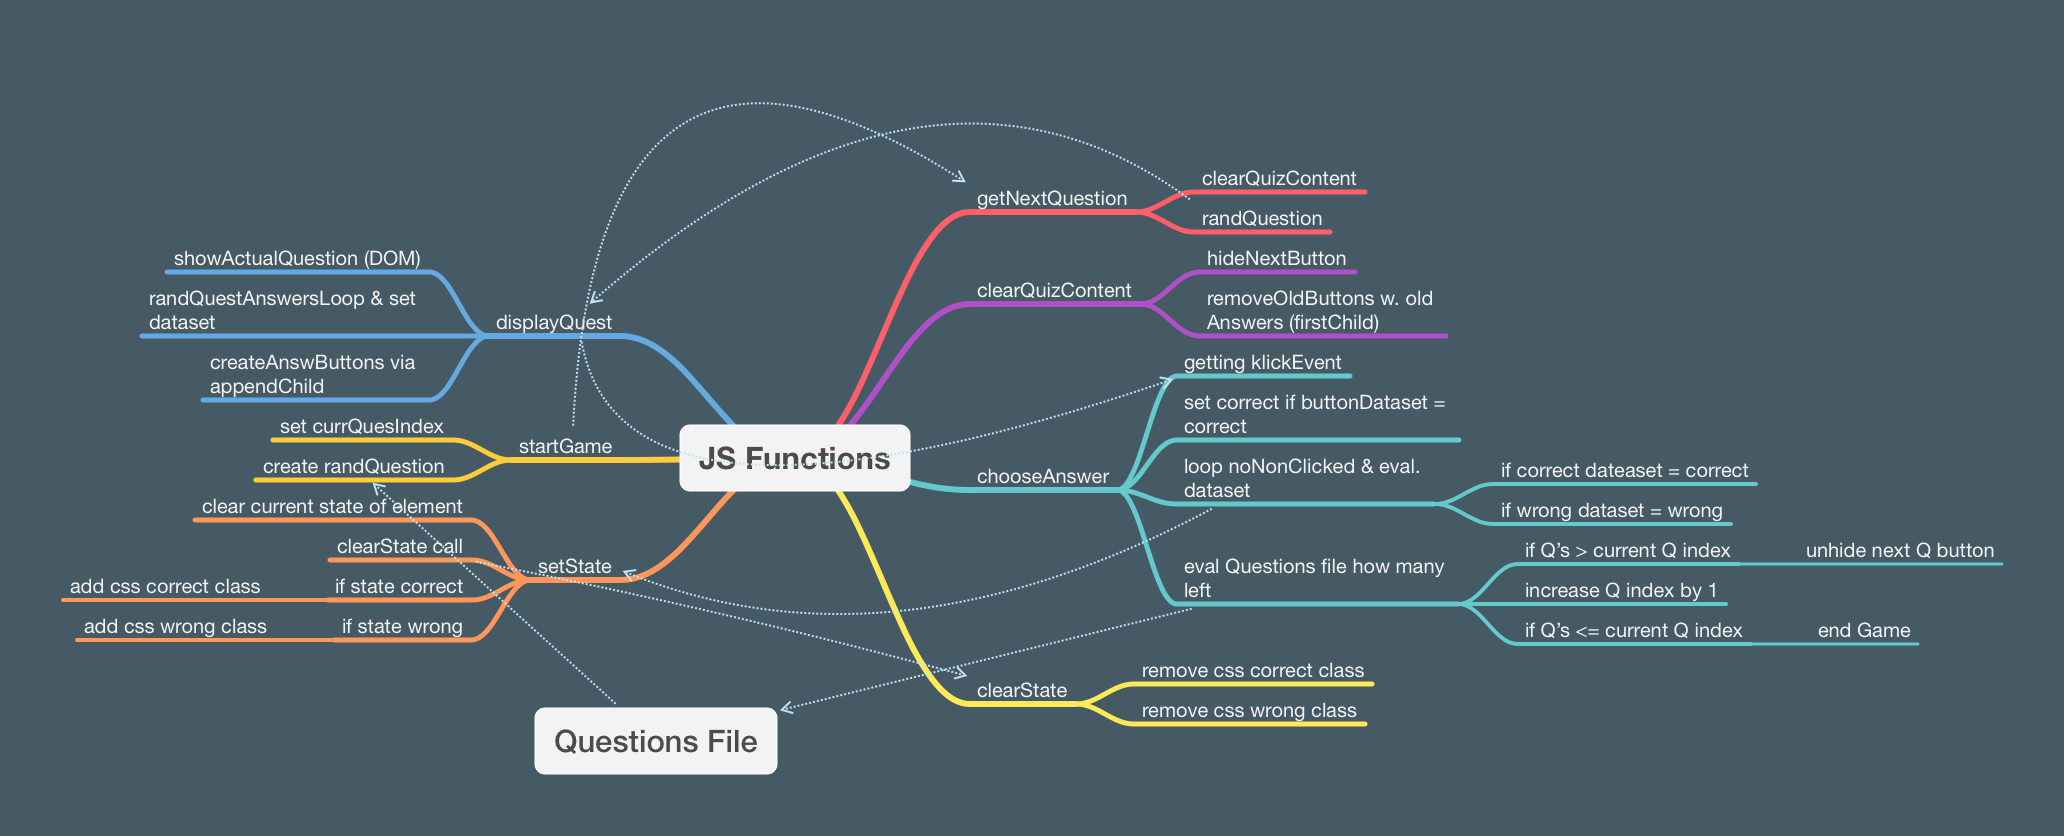 JS Functions
getNextQuestion
clearQuizContent
randQuestion
clearQuizContent
hideNextButton
removeOldButtons w. old
Answers (firstChild)
chooseAnswer
getting klickEvent
set correct if buttonDataset =
correct
loop noNonClicked & eval.
dataset
if correct dateaset = correct
if wrong dataset = wrong
eval Questions file how many
left
if Q's > current Q index
unhide next Q button
increase Q index by 1
if Q's <= current Q index
end Game
clearState
remove css correct class
remove css wrong class
displayQuest
showActualQuestion (DOM)
randQuestAnswersLoop & set
dataset
createAnswButtons via
appendChild
startGame
set currQuesIndex
create randQuestion
setState
clear current state of element
clearState call
if state correct
add css correct class
if state wrong
add css wrong class
Questions File